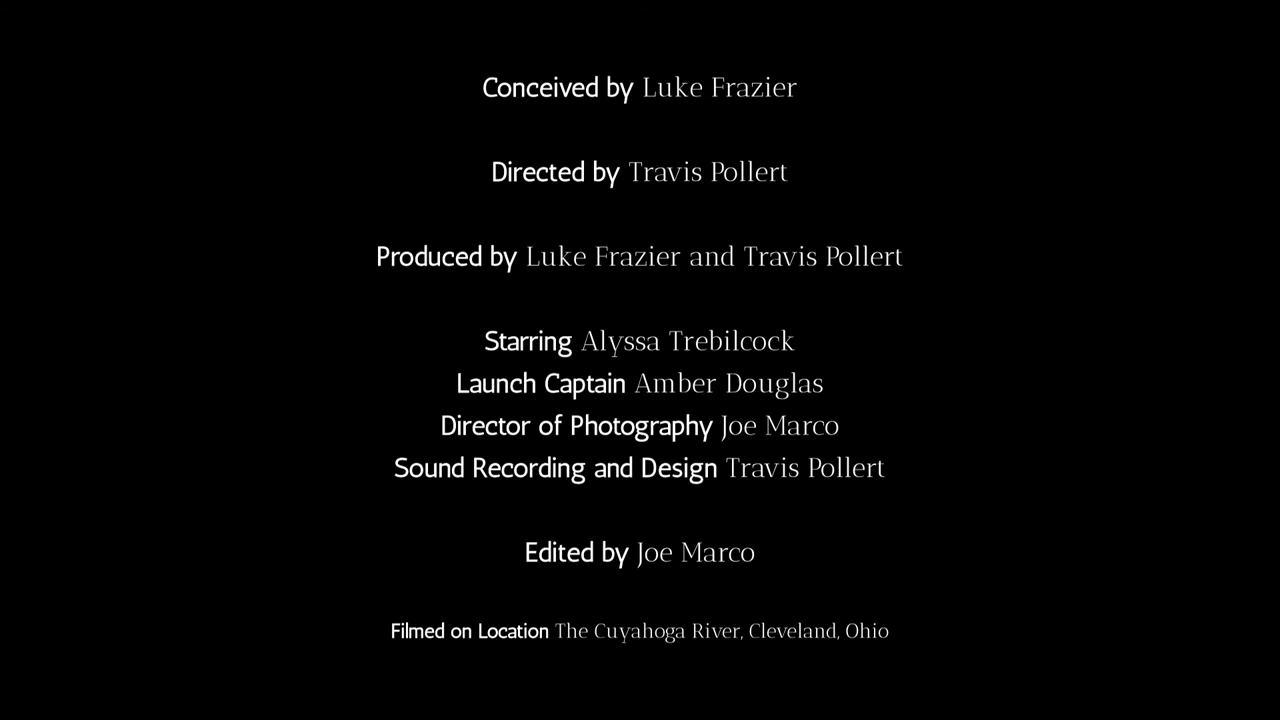 Conceived by Luke Frazier
Directed by Travis Pollert
Produced by Luke Frazier and Travis Pollert
Starring Alyssa Trebilcock
Launch Captain Amber Douglas
Director of Photography Joe Marco
Sound Recording and Design Travis Pollert
Edited by Joe Marco
Filmed on Location The Cuyahoga River, Cleveland, Ohio